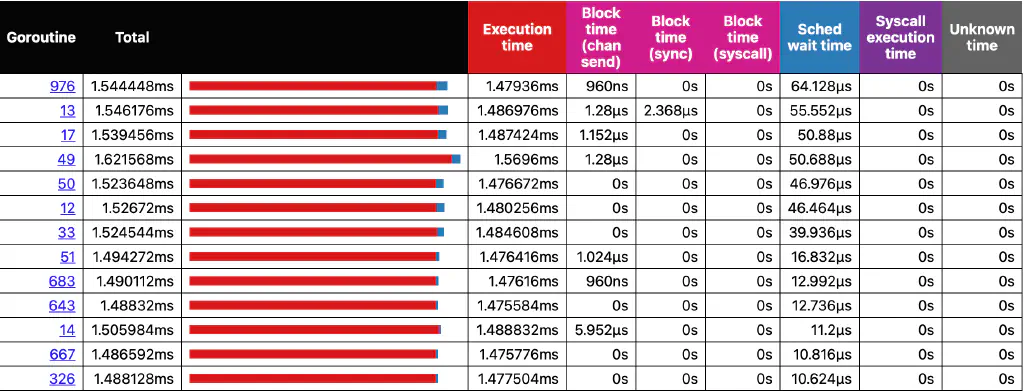 Goroutine Total Execution time Block time (chan send) Block time (sync) Block time (syscall) Sched wait time Syscall execution time Unknown time
976 1.544448ms 1.47936ms 960ns 0s 0s 64.128µs 0s 0s
13 1.546176ms 1.486976ms 1.28µs 2.368µs 0s 55.552µs 0s 0s
17 1.539456ms 1.487424ms 1.152µs 0s 0s 50.88µs 0s 0s
49 1.621568ms 1.5696ms 1.28µs 0s 0s 50.688µs 0s 0s
50 1.523648ms 1.476672ms 0s 0s 0s 46.976µs 0s 0s
12 1.52672ms 1.480256ms 0s 0s 0s 46.464µs 0s 0s
33 1.524544ms 1.484608ms 0s 0s 0s 39.936µs 0s 0s
51 1.494272ms 1.476416ms 1.024µs 0s 0s 16.832µs 0s 0s
683 1.490112ms 1.47616ms 960ns 0s 0s 12.992µs 0s 0s
643 1.48832ms 1.475584ms 0s 0s 0s 12.736µs 0s 0s
14 1.505984ms 1.488832ms 5.952µs 0s 0s 11.2µs 0s 0s
667 1.486592ms 1.475776ms 0s 0s 0s 10.816µs 0s 0s
326 1.488128ms 1.477504ms 0s 0s 0s 10.624µs 0s 0s